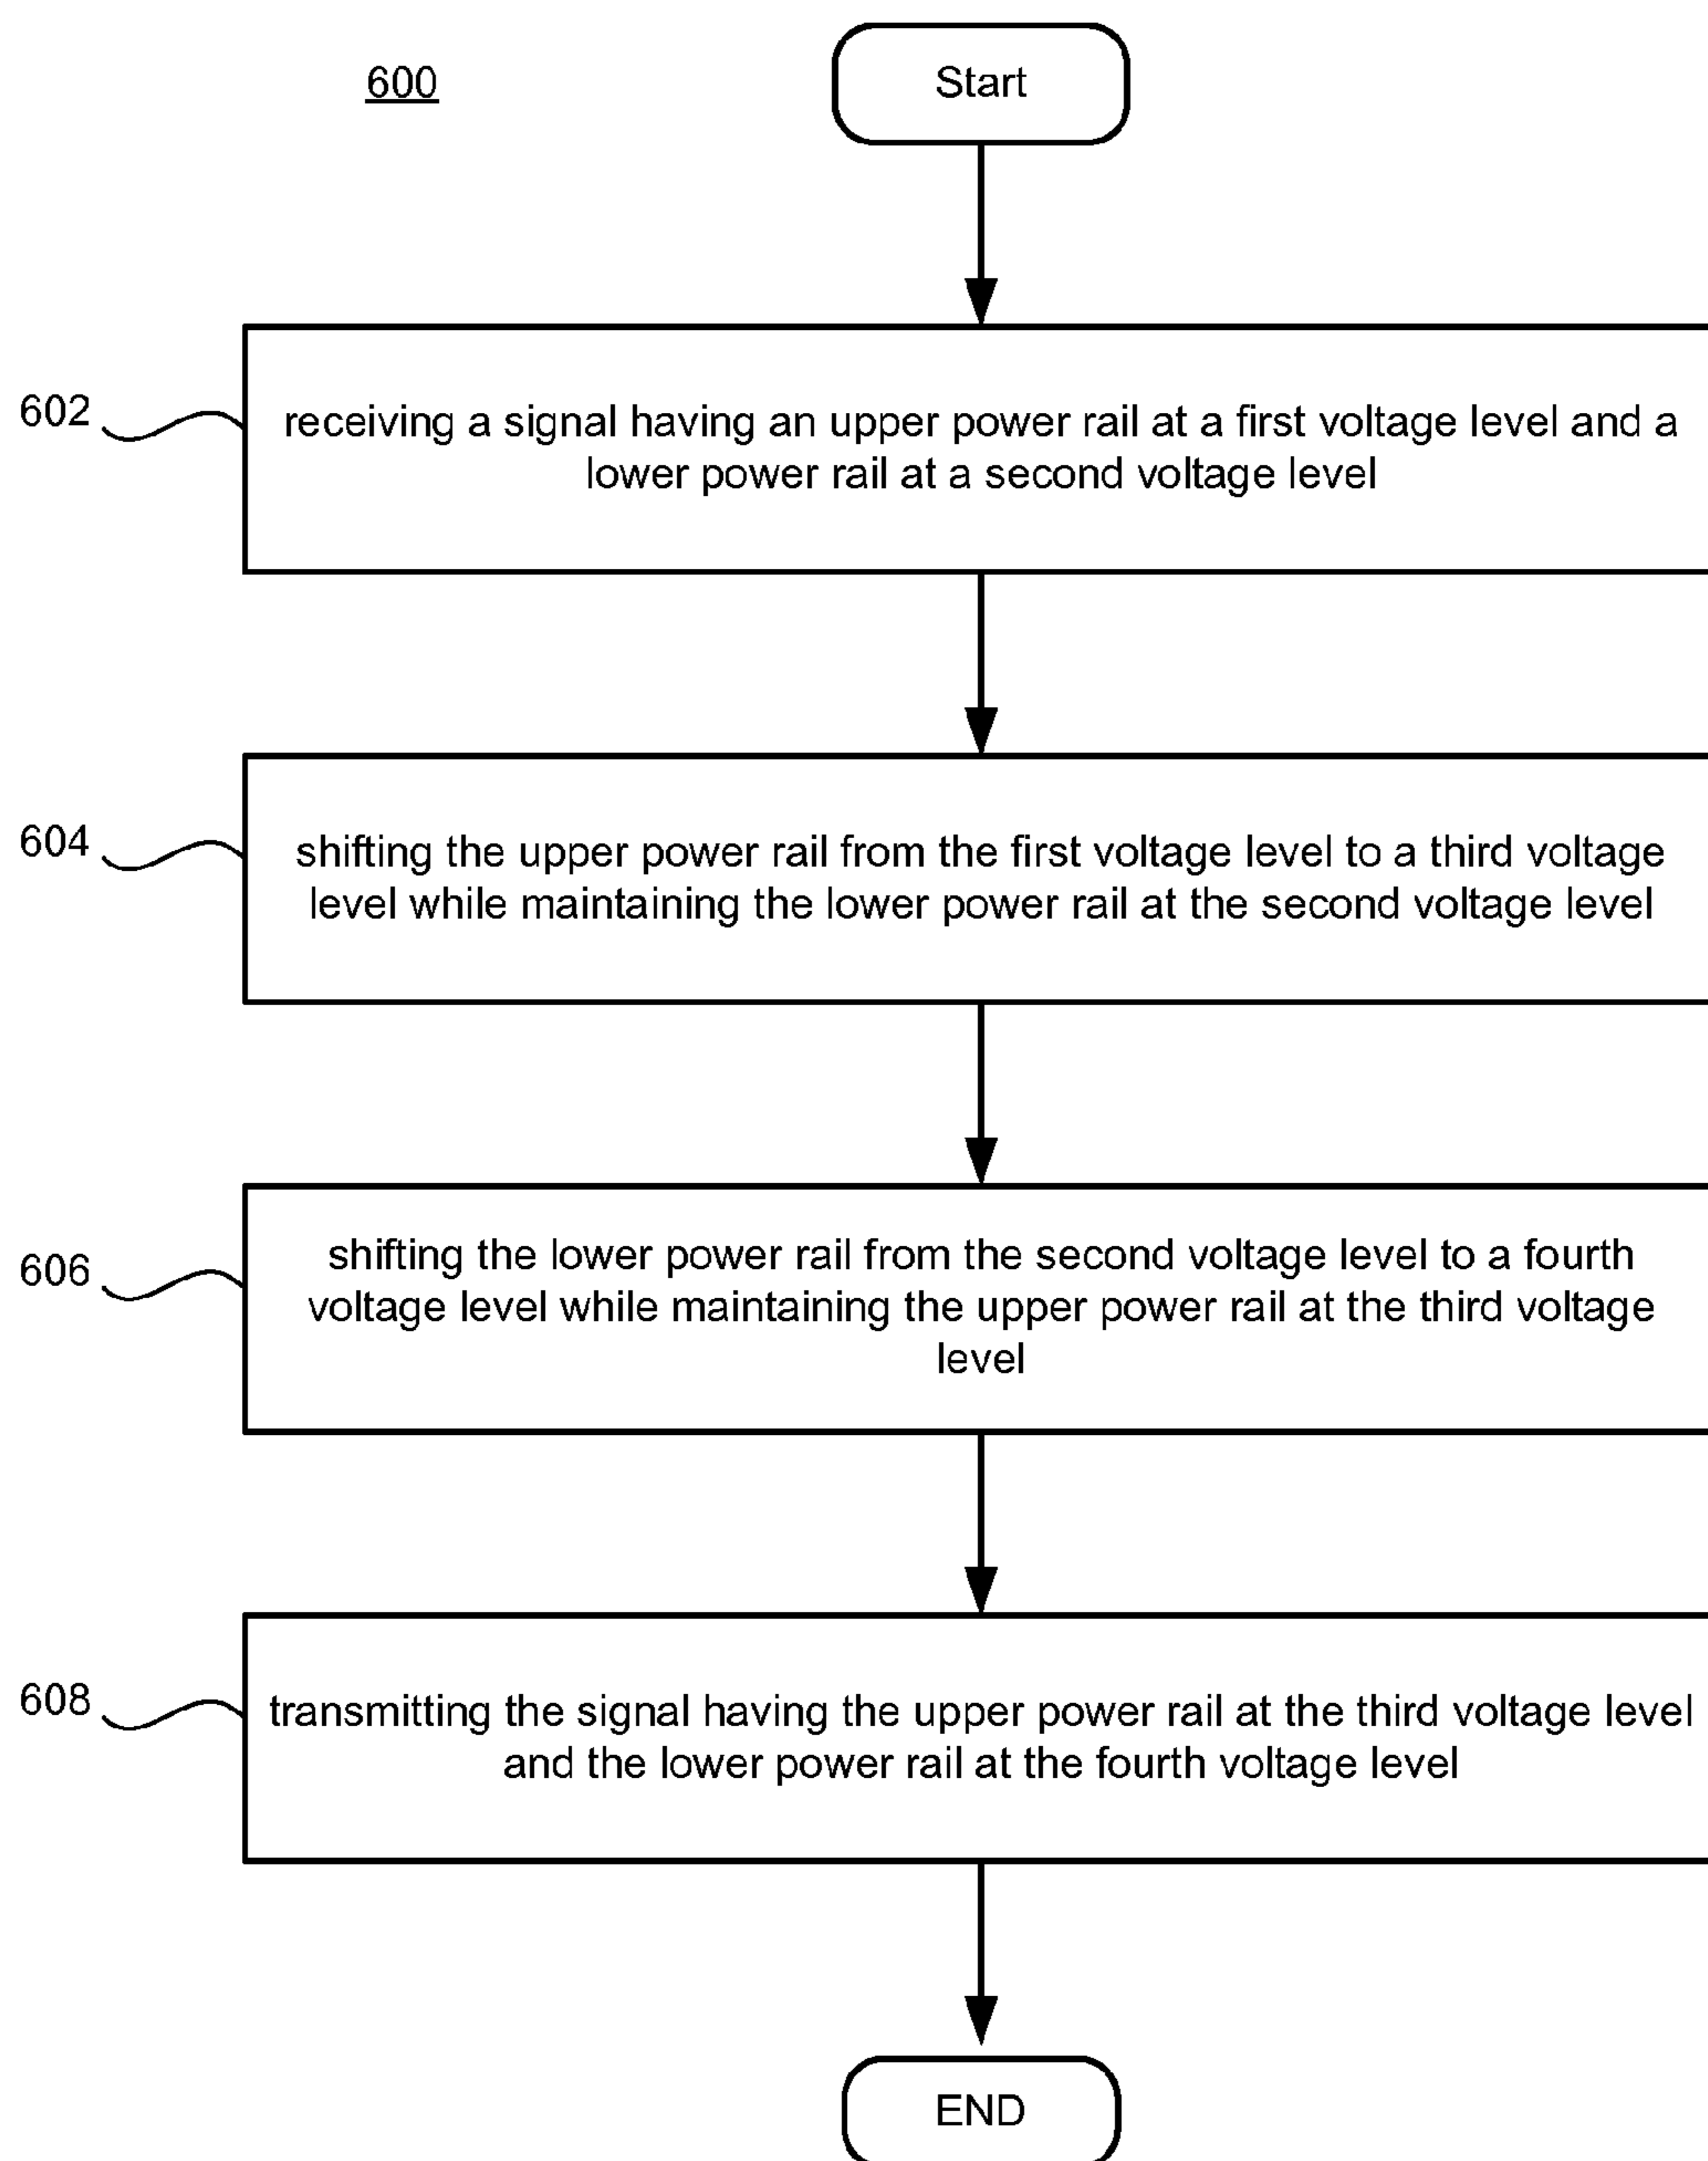 600
Start
602
receiving a signal having an upper power rail at a first voltage level and a
lower power rail at a second voltage level
604
shifting the upper power rail from the first voltage level to a third voltage
level while maintaining the lower power rail at the second voltage level
606
shifting the lower power rail from the second voltage level to a fourth
voltage level while maintaining the upper power rail at the third voltage
level
608
transmitting the signal having the upper power rail at the third voltage level
and the lower power rail at the fourth voltage level
END